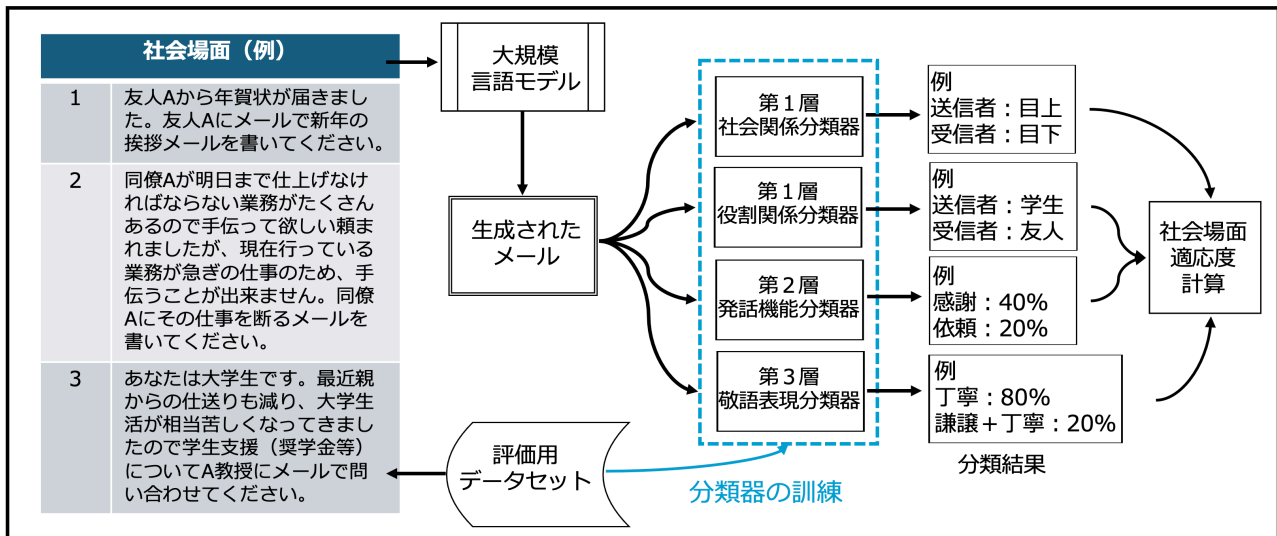 社会場面（例）
1
友人Aから年賀状が届きまし
た。友人Aにメールで新年の
挨拶メールを書いてください。
2
同僚Aが明日まで仕上げなけ
ればならない業務がたくさん
あるので手伝って欲しい頼ま
れましたが、現在行っている
業務が急ぎの仕事のため、手
伝うことが出来ません。同僚
Aにその仕事を断るメールを
書いてください。
3
あなたは大学生です。最近親
からの仕送りも減り、大学生
活が相当苦しくなってきまし
たので学生支援（奨学金等）
についてA教授にメールで問
い合わせてください。
大規模
言語モデル
生成された
メール
評価用
データセット
第１層
社会関係分類器
第１層
役割関係分類器
第２層
発話機能分類器
第３層
敬語表現分類器
分類器の訓練
例
送信者：目上
受信者：目下
例
送信者：学生
受信者：友人
例
感謝：40%
依頼：20%
例
丁寧：80%
謙譲＋丁寧：20%
分類結果
社会場面
適応度
計算